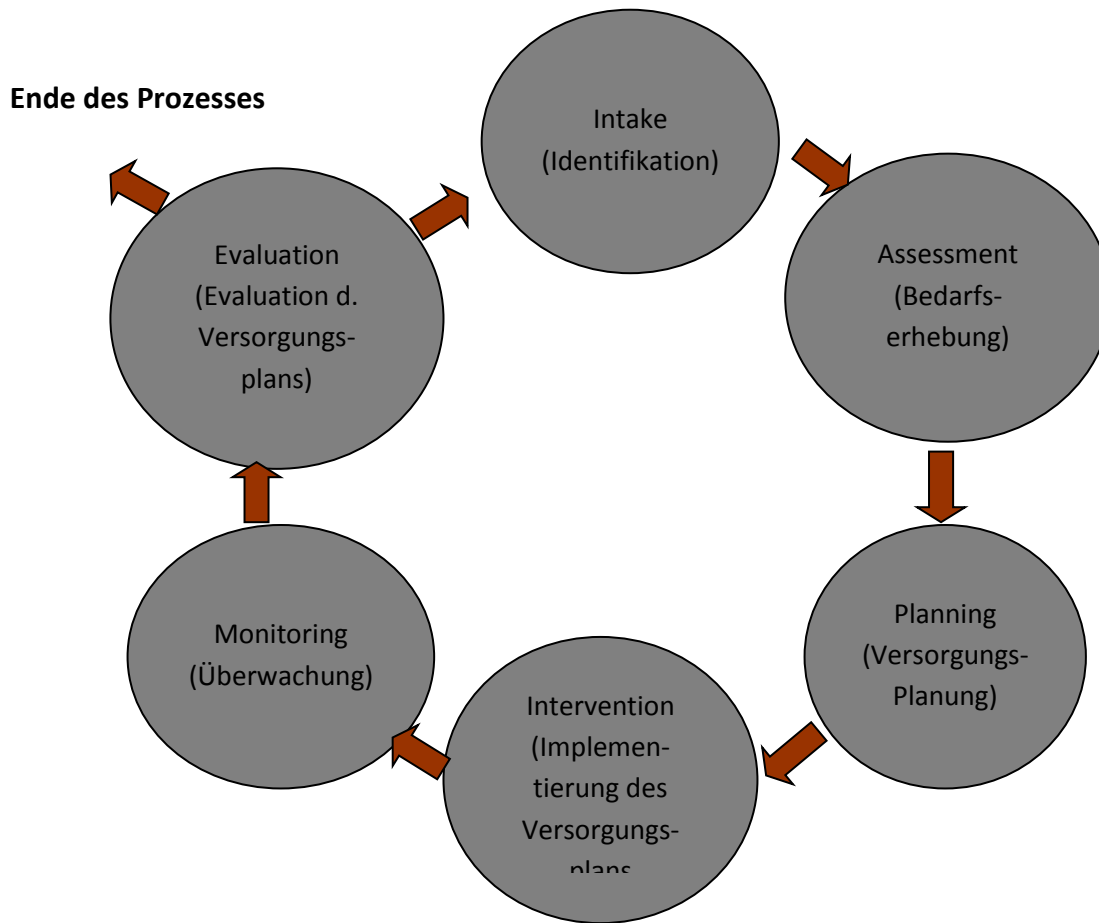 Ende des Prozesses
Intake
(Identifikation)
Assessment
(Bedarfs-
erhebung)
Planning
(Versorgungs-
Planung)
Intervention
(Implemen-
tierung des
Versorgungs-
plans
Monitoring
(Überwachung)
Evaluation
(Evaluation d.
Versorgungs-
plans)